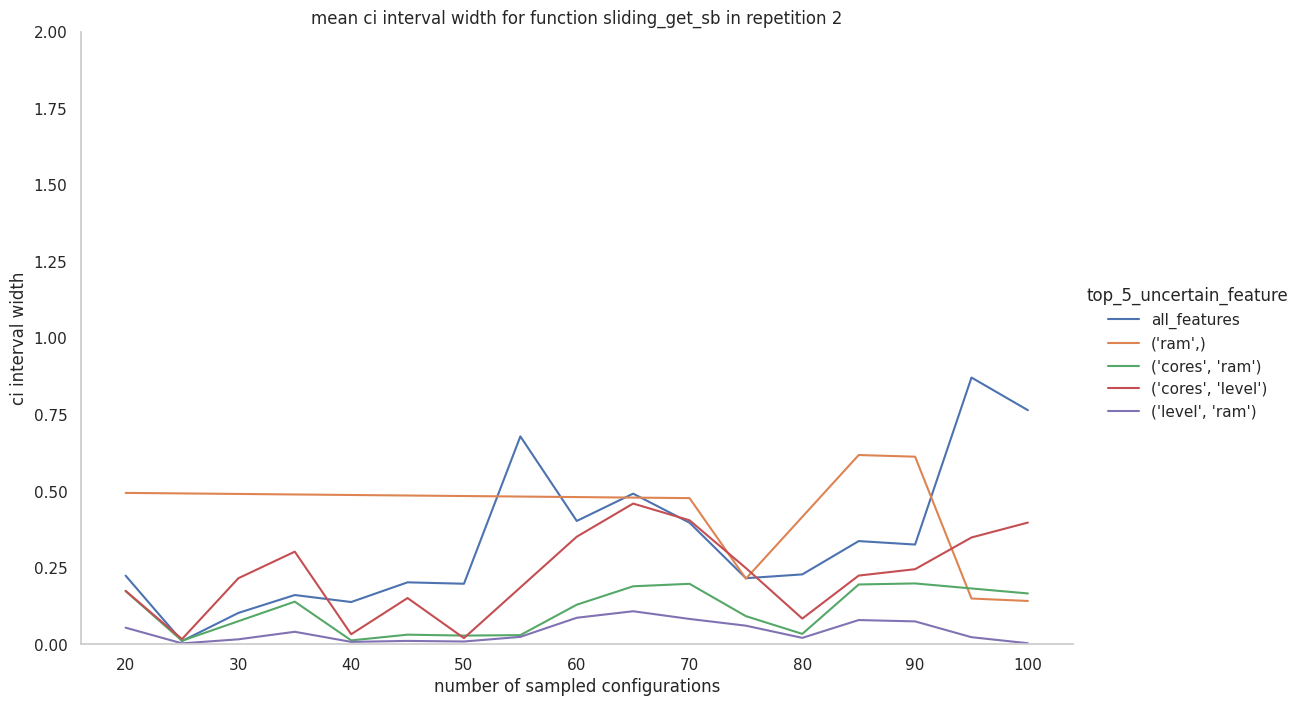 mean ci interval width for function sliding_get_sb in repetition 2
2.00
1.75
1.50
1.25
1.00
0.75
0.50
0.25
0.00
ci interval width
20
30
40
50
60
70
80
90
100
number of sampled configurations
top_5_uncertain_feature
all_features
('ram',)
('cores', 'ram')
('cores', 'level')
('level', 'ram')